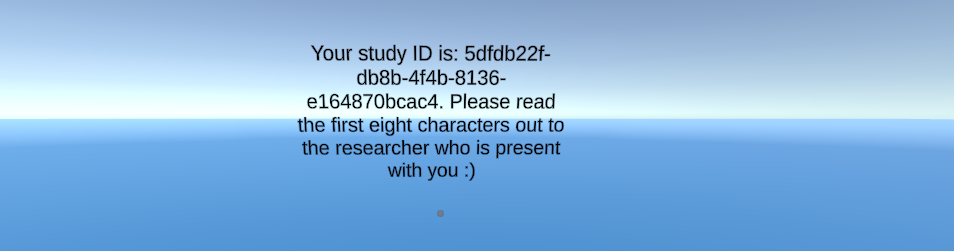 Your study ID is: 5dfdb22f-
db8b-4f4b-8136-
e164870bcac4. Please read
the first eight characters out to
the researcher who is present
with you :)